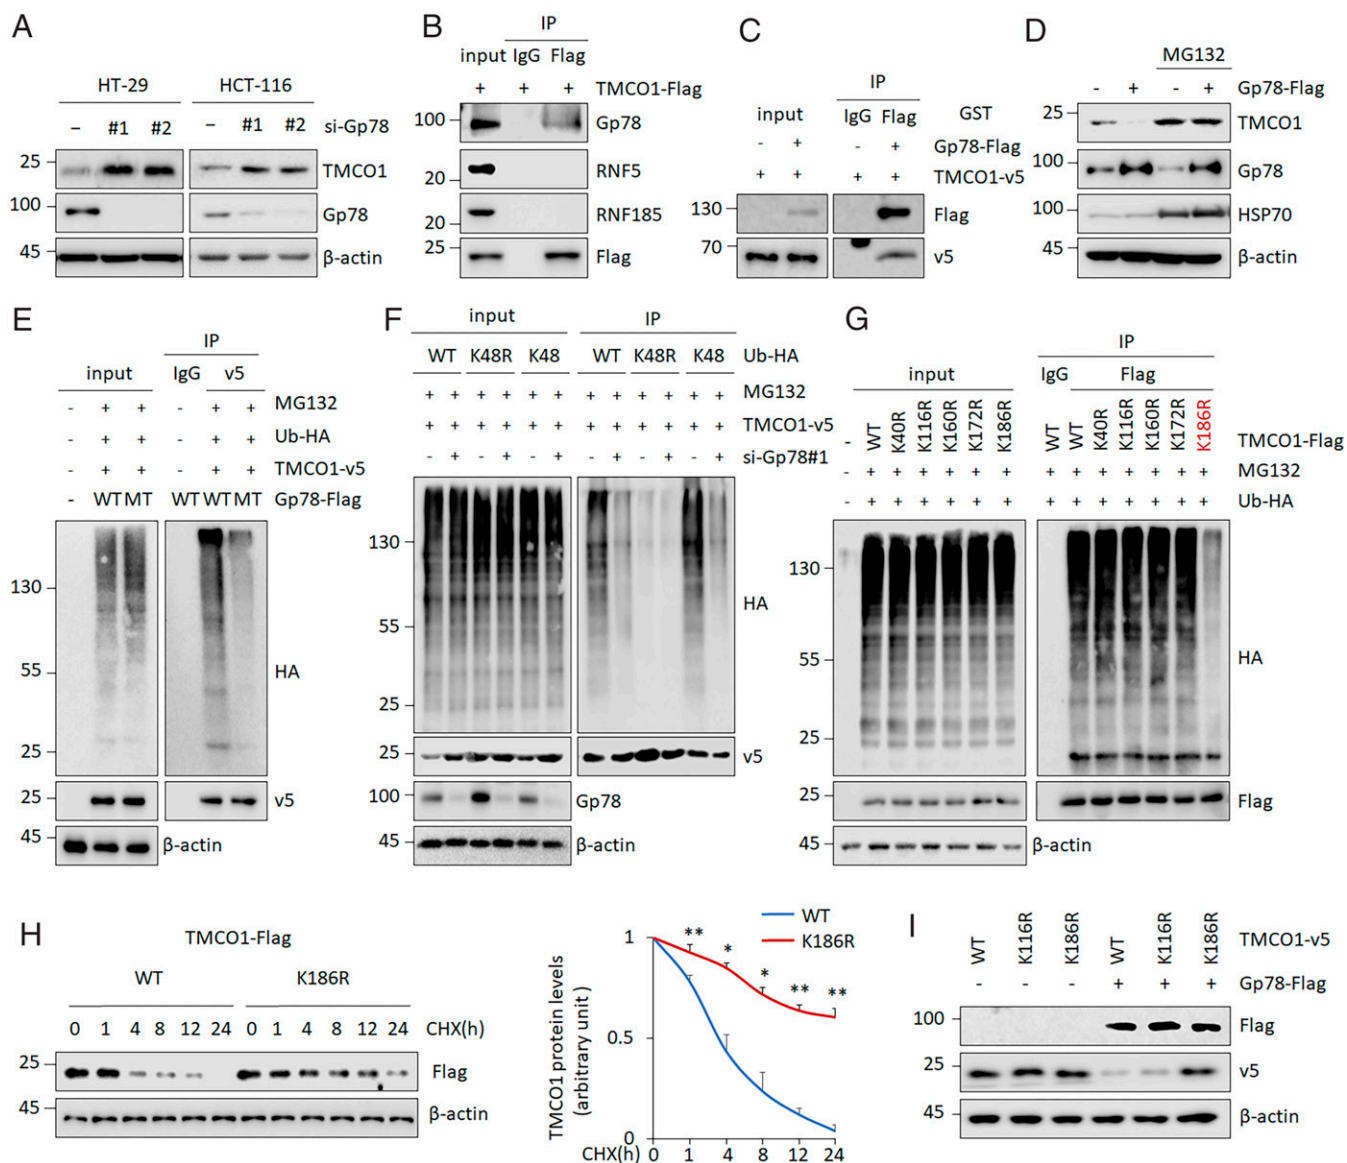 A
HT-29 HCT-116
– #1 #2 – #1 #2 si-Gp78
25 TMCO1
100 Gp78
45 β-actin
B
IP
input IgG Flag
+ + + TMCO1-Flag
100 Gp78
20 RNF5
20 RNF185
25 Flag
C
IP
input IgG Flag GST
- + - + Gp78-Flag
+ + + + TMCO1-v5
130 Flag
70 v5
D
MG132
- + - + Gp78-Flag
25 TMCO1
100 Gp78
100 HSP70
45 β-actin
E
IP
input IgG v5
- + + - + + MG132
- + + - + + Ub-HA
- + + - + + TMCO1-v5
- WT MT WT WT MT Gp78-Flag
130
55 HA
25
25 v5
45 β-actin
F
input IP
WT K48R K48 WT K48R K48 Ub-HA
+ + + + + + + + + + + + MG132
+ + + + + + + + + + + + TMCO1-v5
- + - + - + - + - + - + si-Gp78#1
130
55 HA
25
25 v5
100 Gp78
45 β-actin
G
IP
input IgG Flag
- WT K40R K116R K160R K172R K186R WT WT K40R K116R K160R K172R K186R TMCO1-Flag
- + + + + + + + + + + + + + MG132
- + + + + + + + + + + + + + Ub-HA
130
55 HA
25
25 Flag
45 β-actin
H
TMCO1-Flag
WT K186R
0 1 4 8 12 24 0 1 4 8 12 24 CHX(h)
25 Flag
45 β-actin
WT
K186R
TMCO1 protein levels
(arbitrary unit )
1
0.5
0
** * * ** **
CHX(h) 0 1 4 8 12 24
I
WT K116R K186R WT K116R K186R TMCO1-v5
- - - + + + Gp78-Flag
100 Flag
25 v5
45 β-actin